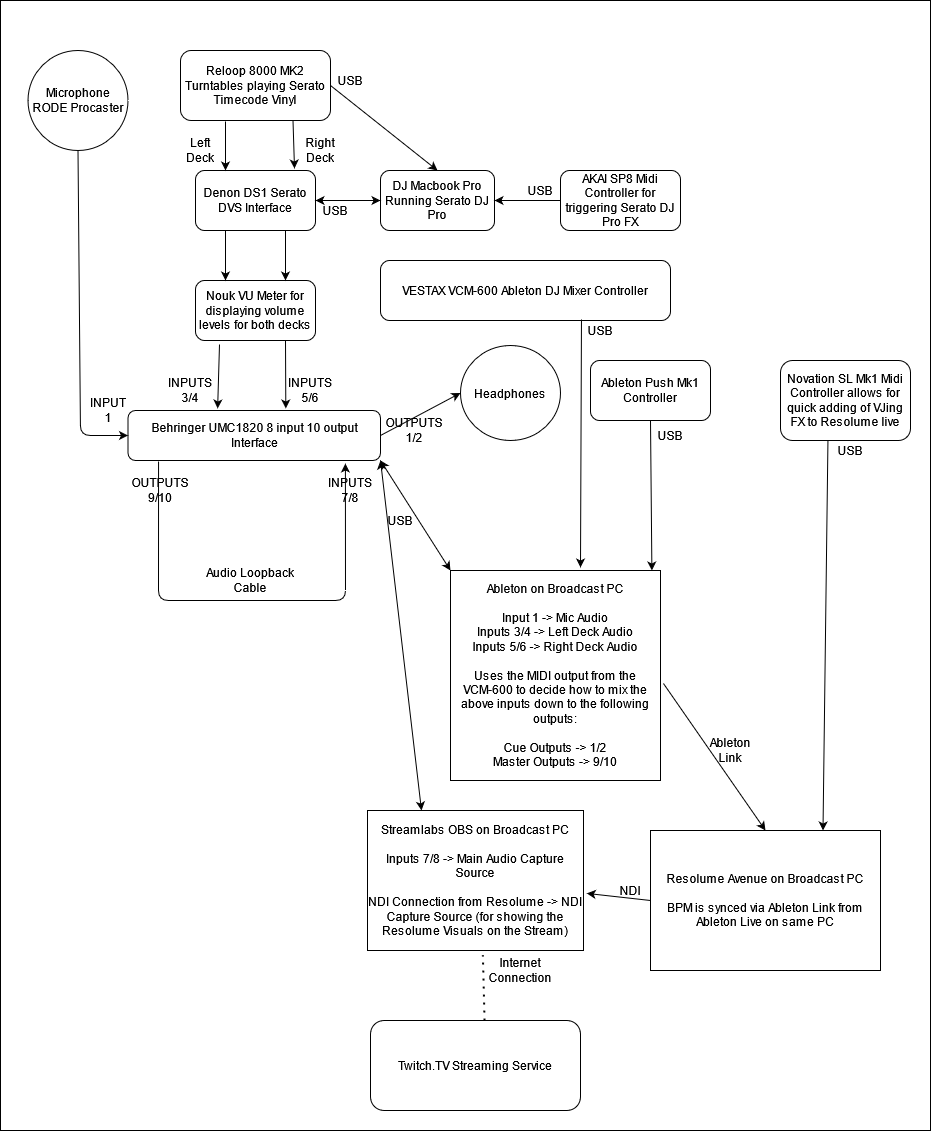 Reloop 8000 MK2
Turntables playing Serato
Timecode Vinyl
USB
Microphone
RODE Procaster
Left
Deck
Right
Deck
Denon DS1 Serato
DVS Interface
USB
DJ Macbook Pro
Running Serato DJ
Pro
USB
AKAI SP8 Midi
Controller for
triggering Serato DJ
Pro FX
Nouk VU Meter for
displaying volume
levels for both decks
VESTAX VCM-600 Ableton DJ Mixer Controller
USB
INPUTS
3/4
INPUTS
5/6
Headphones
Ableton Push Mk1
Controller
USB
Novation SL Mk1 Midi
Controller allows for
quick adding of VJing
FX to Resolume live
USB
INPUT
1
Behringer UMC1820 8 input 10 output
Interface
OUTPUTS
1/2
OUTPUTS
9/10
INPUTS
7/8
USB
Audio Loopback
Cable
Ableton on Broadcast PC
Input 1 -> Mic Audio
Inputs 3/4 -> Left Deck Audio
Inputs 5/6 -> Right Deck Audio
Uses the MIDI output from the
VCM-600 to decide how to mix the
above inputs down to the following
outputs:
Cue Outputs -> 1/2
Master Outputs -> 9/10
Ableton
Link
Streamlabs OBS on Broadcast PC
Inputs 7/8 -> Main Audio Capture
Source
NDI Connection from Resolume -> NDI
Capture Source (for showing the
Resolume Visuals on the Stream)
NDI
Resolume Avenue on Broadcast PC
BPM is synced via Ableton Link from
Ableton Live on same PC
Internet
Connection
Twitch.TV Streaming Service